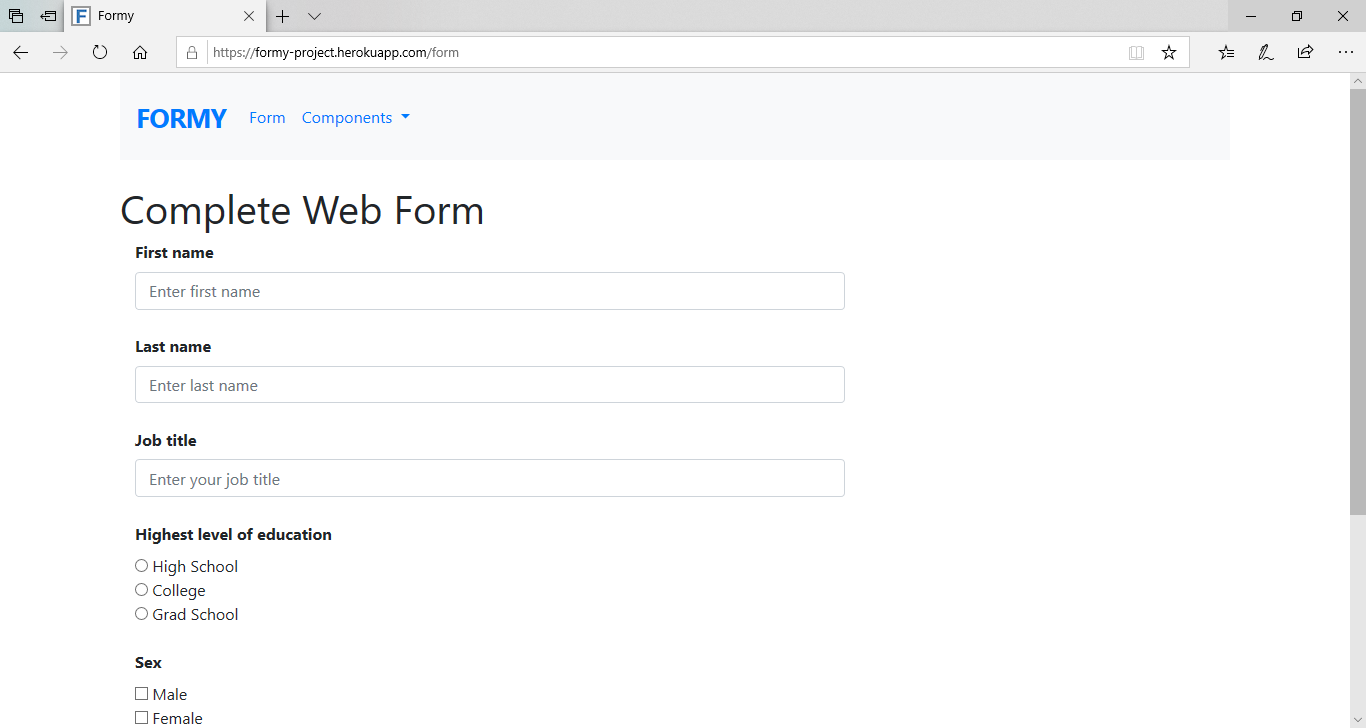 Formy
https://formy-project.herokuapp.com/form
FORMY Form Components
Complete Web Form
First name
Enter first name
Last name
Enter last name
Job title
Enter your job title
Highest level of education
High School
College
Grad School
Sex
Male
Female